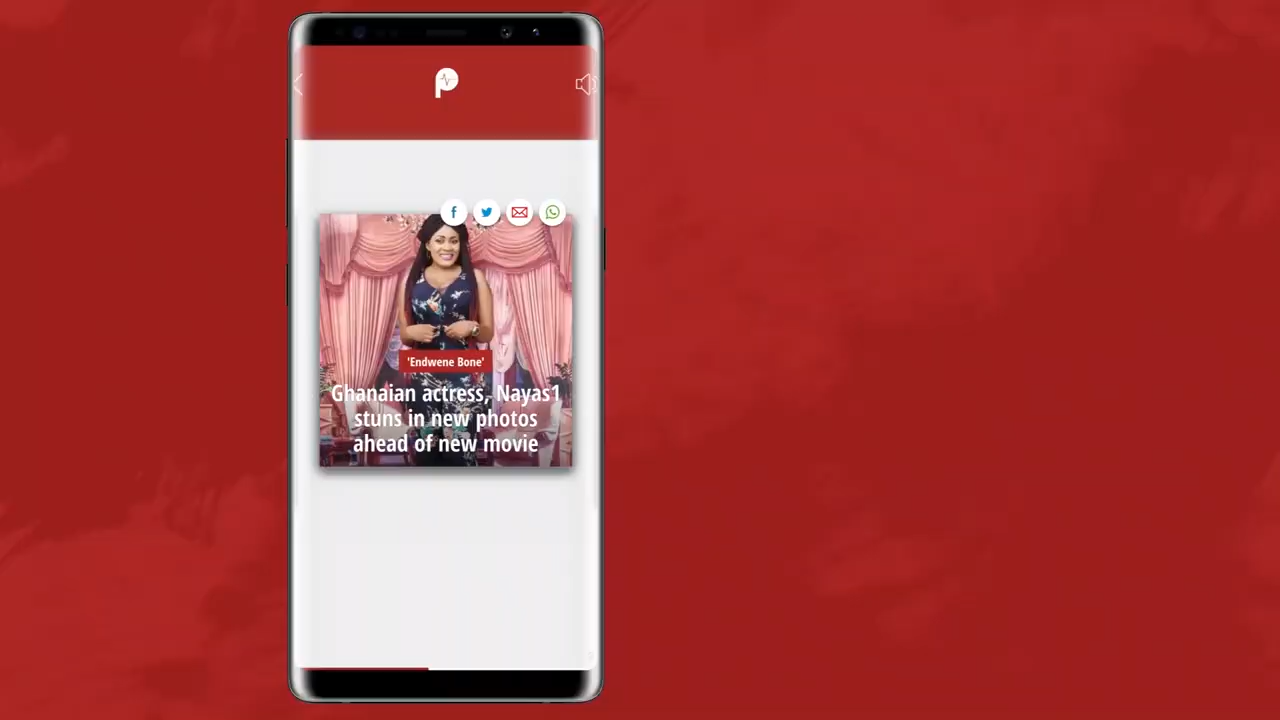 'Endwene Bone'
Ghanaian actress, Nayas1
stuns in new photos
ahead of new movie